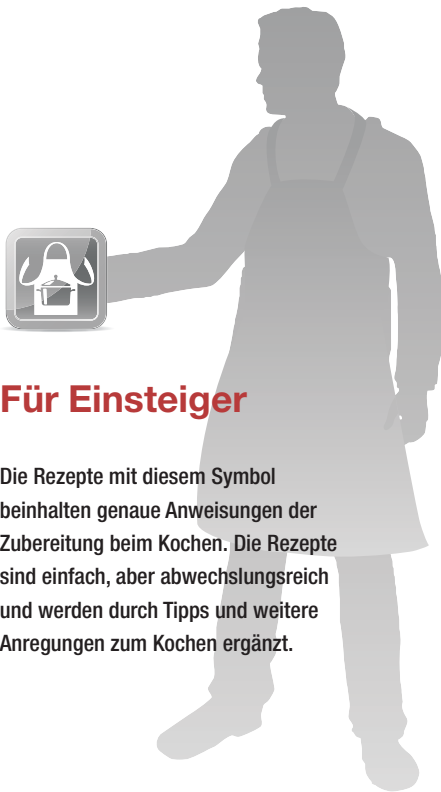 Für Einsteiger
Die Rezepte mit diesem Symbol
beinhalten genaue Anweisungen der
Zubereitung beim Kochen. Die Rezepte
sind einfach, aber abwechslungsreich
und werden durch Tipps und weitere
Anregungen zum Kochen ergänzt.